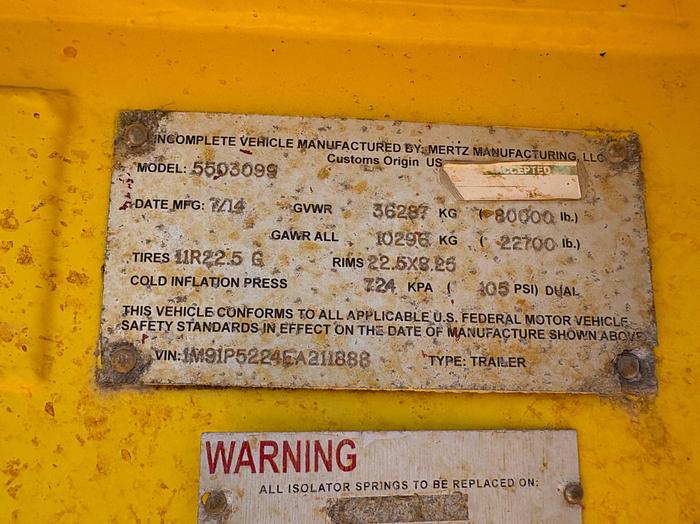 INCOMPLETE VEHICLE MANUFACTURED BY: MERTZ MANUFACTURING, LLC
Customs Origin US
ACCEPTED
MODEL: 5503099
DATE MFG: 7/14 GVWR 36287 KG ( 80000 lb.)
GAWR ALL 10296 KG ( 22700 lb.)
TIRES 11R22.5 G RIMS 22.5X8.25
COLD INFLATION PRESS 724 KPA ( 105 PSI) DUAL
THIS VEHICLE CONFORMS TO ALL APPLICABLE U.S. FEDERAL MOTOR VEHICLE
SAFETY STANDARDS IN EFFECT ON THE DATE OF MANUFACTURE SHOWN ABOVE
VIN: 1M91P5224EA211888 TYPE: TRAILER
WARNING
ALL ISOLATOR SPRINGS TO BE REPLACED ON: